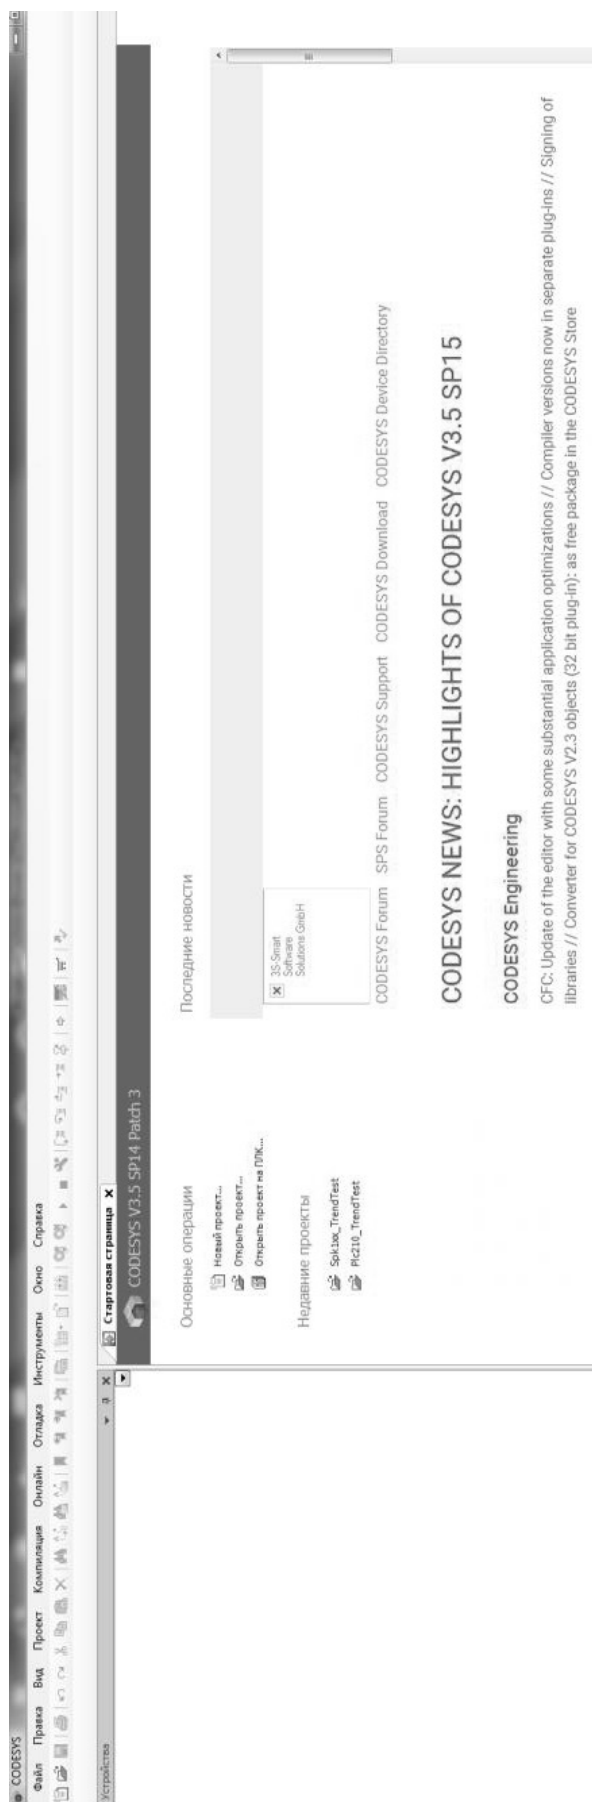 CODESYS
Файл Правка Вид Проект Компиляция Онлайн Отладка Инструменты Окно Справка
Устройства
Стартовая страница
CODESYS V3.5 SP14 Patch 3
Основные операции
Новый проект...
Открыть проект...
Открыть проект на ПЛК...
Недавние проекты
Spk1xx_TrendTest
Plc210_TrendTest
Последние новости
3S-Smart
Software
Solutions GmbH
CODESYS Forum SPS Forum CODESYS Support CODESYS Download CODESYS Device Directory
CODESYS NEWS: HIGHLIGHTS OF CODESYS V3.5 SP15
CODESYS Engineering
CFC: Update of the editor with some substantial application optimizations // Compiler versions now in separate plug-ins // Signing of
libraries // Converter for CODESYS V2.3 objects (32 bit plug-in): as free package in the CODESYS Store